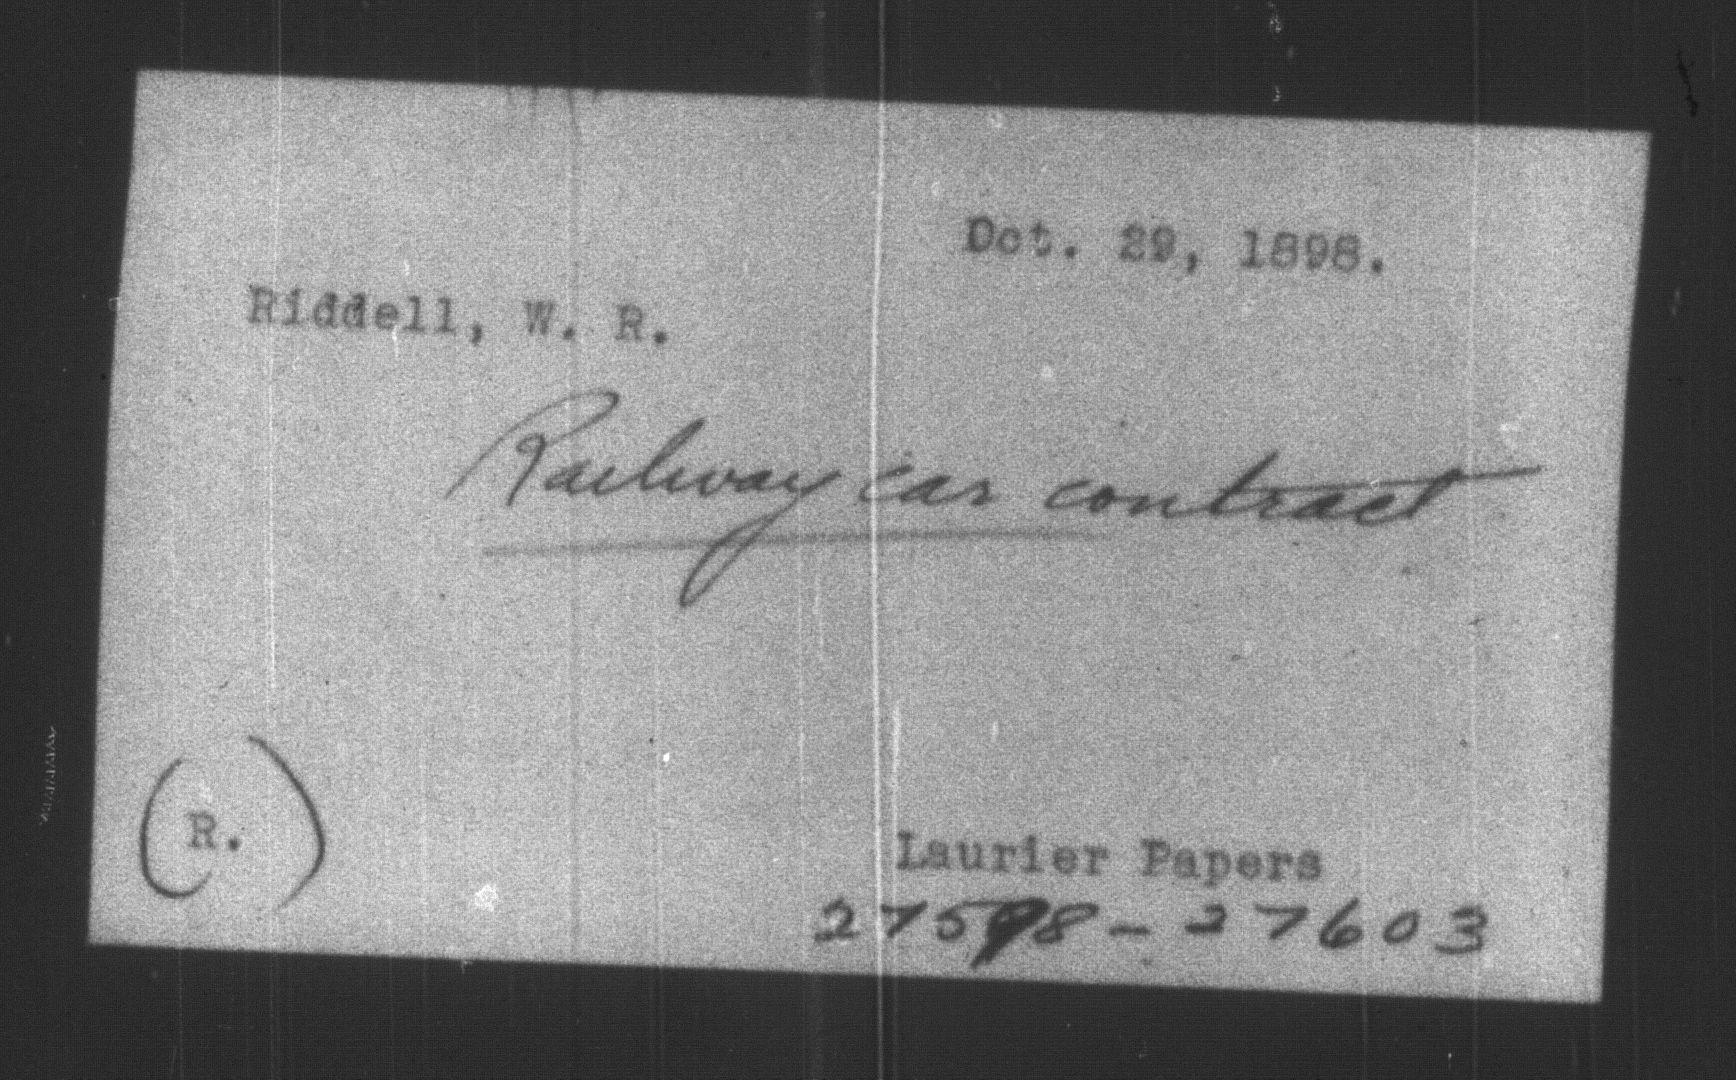 Oct. 29, 1898.
Riddell, W. R.
Railway car contract
(R.)
Laurier Papers
27598 - 27603